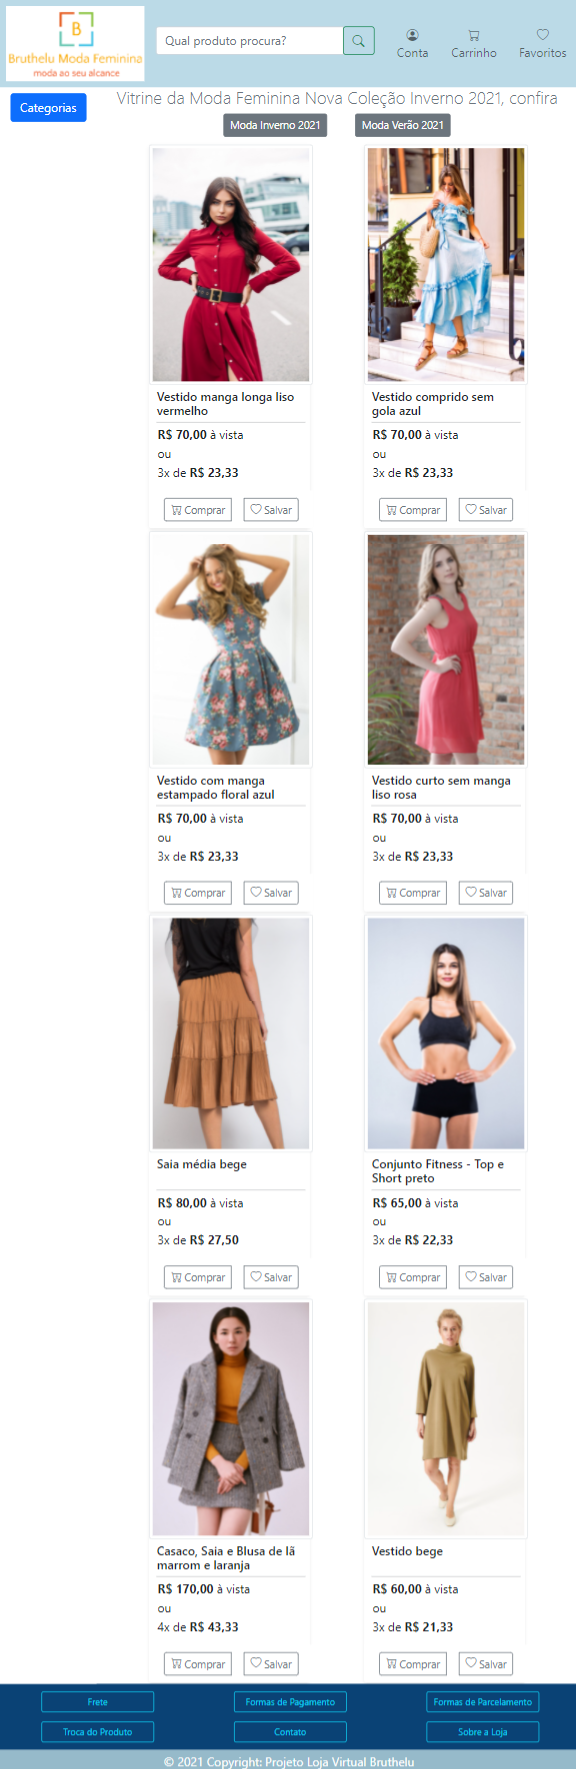 B
Bruthelu Moda Feminina
moda ao seu alcance
Qual produto procura?
Conta
Carrinho
Favoritos
Categorias
Vitrine da Moda Feminina Nova Coleção Inverno 2021, confira
Moda Inverno 2021
Moda Verão 2021
Vestido manga longa liso
vermelho
R$ 70,00 à vista
ou
3x de R$ 23,33
Comprar
Salvar
Vestido comprido sem
gola azul
R$ 70,00 à vista
ou
3x de R$ 23,33
Comprar
Salvar
Vestido com manga
estampado floral azul
R$ 70,00 à vista
ou
3x de R$ 23,33
Comprar
Salvar
Vestido curto sem manga
liso rosa
R$ 70,00 à vista
ou
3x de R$ 23,33
Comprar
Salvar
Saia média bege
R$ 80,00 à vista
ou
3x de R$ 27,50
Comprar
Salvar
Conjunto Fitness - Top e
Short preto
R$ 65,00 à vista
ou
3x de R$ 22,33
Comprar
Salvar
Casaco, Saia e Blusa de lã
marrom e laranja
R$ 170,00 à vista
ou
4x de R$ 43,33
Comprar
Salvar
Vestido bege
R$ 60,00 à vista
ou
3x de R$ 21,33
Comprar
Salvar
Frete
Formas de Pagamento
Formas de Parcelamento
Troca do Produto
Contato
Sobre a Loja
© 2021 Copyright: Projeto Loja Virtual Bruthelu